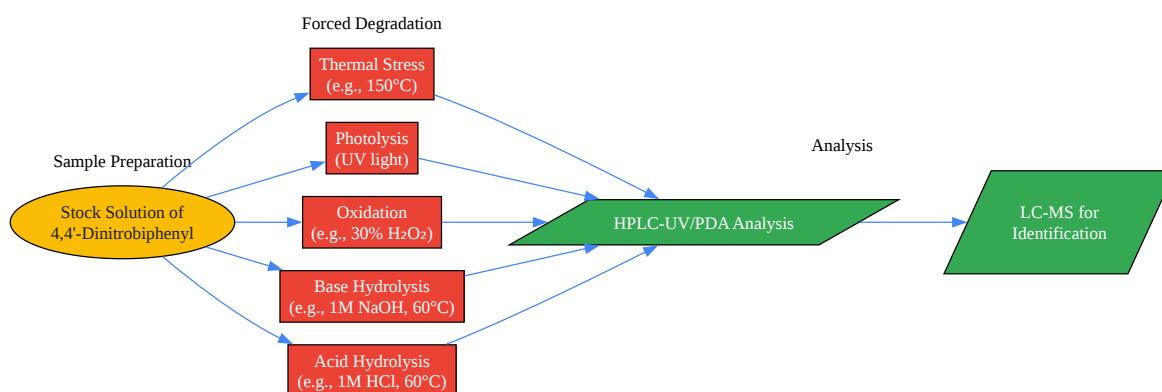 Forced Degradation
Thermal Stress
(e.g., 150°C)
Photolysis
(UV light)
Analysis
Sample Preparation
Stock Solution of
4,4'-Dinitrobiphenyl
Oxidation
(e.g., 30% H₂O₂)
HPLC-UV/PDA Analysis
LC-MS for
Identification
Base Hydrolysis
(e.g., 1M NaOH, 60°C)
Acid Hydrolysis
(e.g., 1M HCl, 60°C)